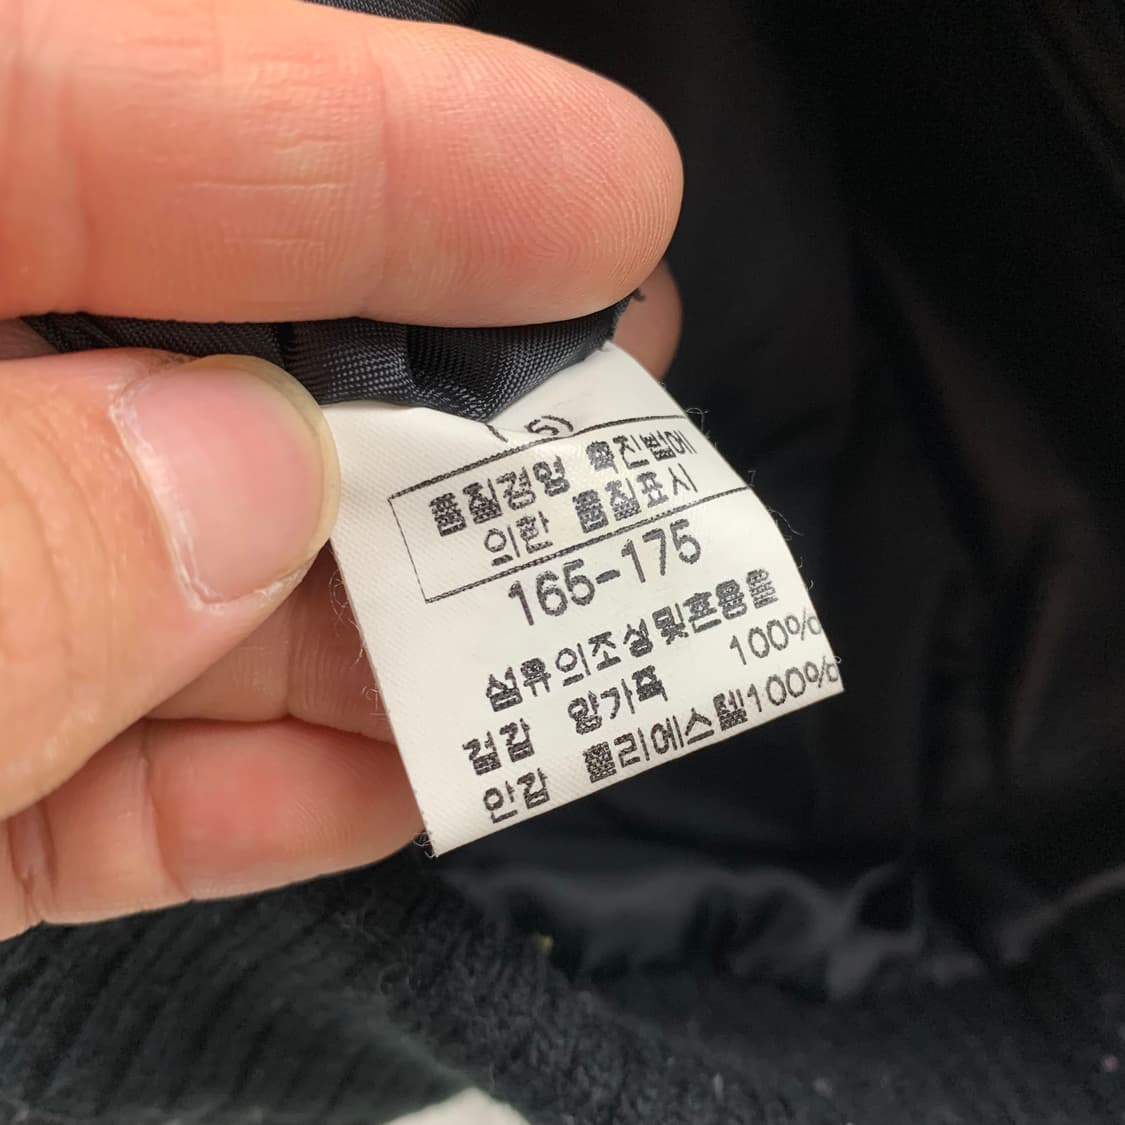 ( S)
품질경영 촉진법에
의한 품질표시
165-175
섬유의조성및혼용율
겉감 양가죽 100%
안감 폴리에스텔100%